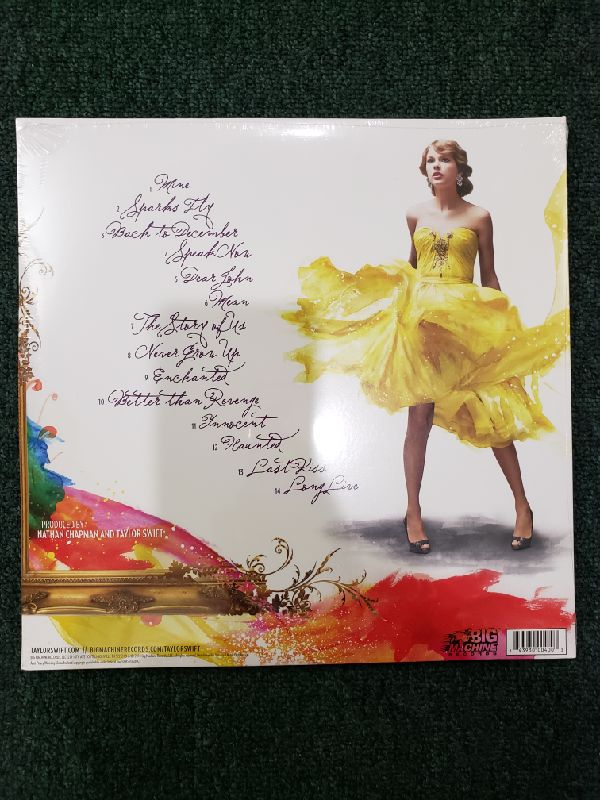 1. Mine
2. Sparks Fly
3. Back to December
4. Speak Now
5. Dear John
6. Mean
7. The Story of Us
8. Never Grow Up
9. Enchanted
10. Better than Revenge
11. Innocent
12. Haunted
13. Last Kiss
14. Long Live
PRODUCED BY:
NATHAN CHAPMAN AND TAYLOR SWIFT
TAYLORSWIFT.COM // BIGMACHINERECORDS.COM/TAYLORSWIFT
BIG
MACHINE
RECORDS